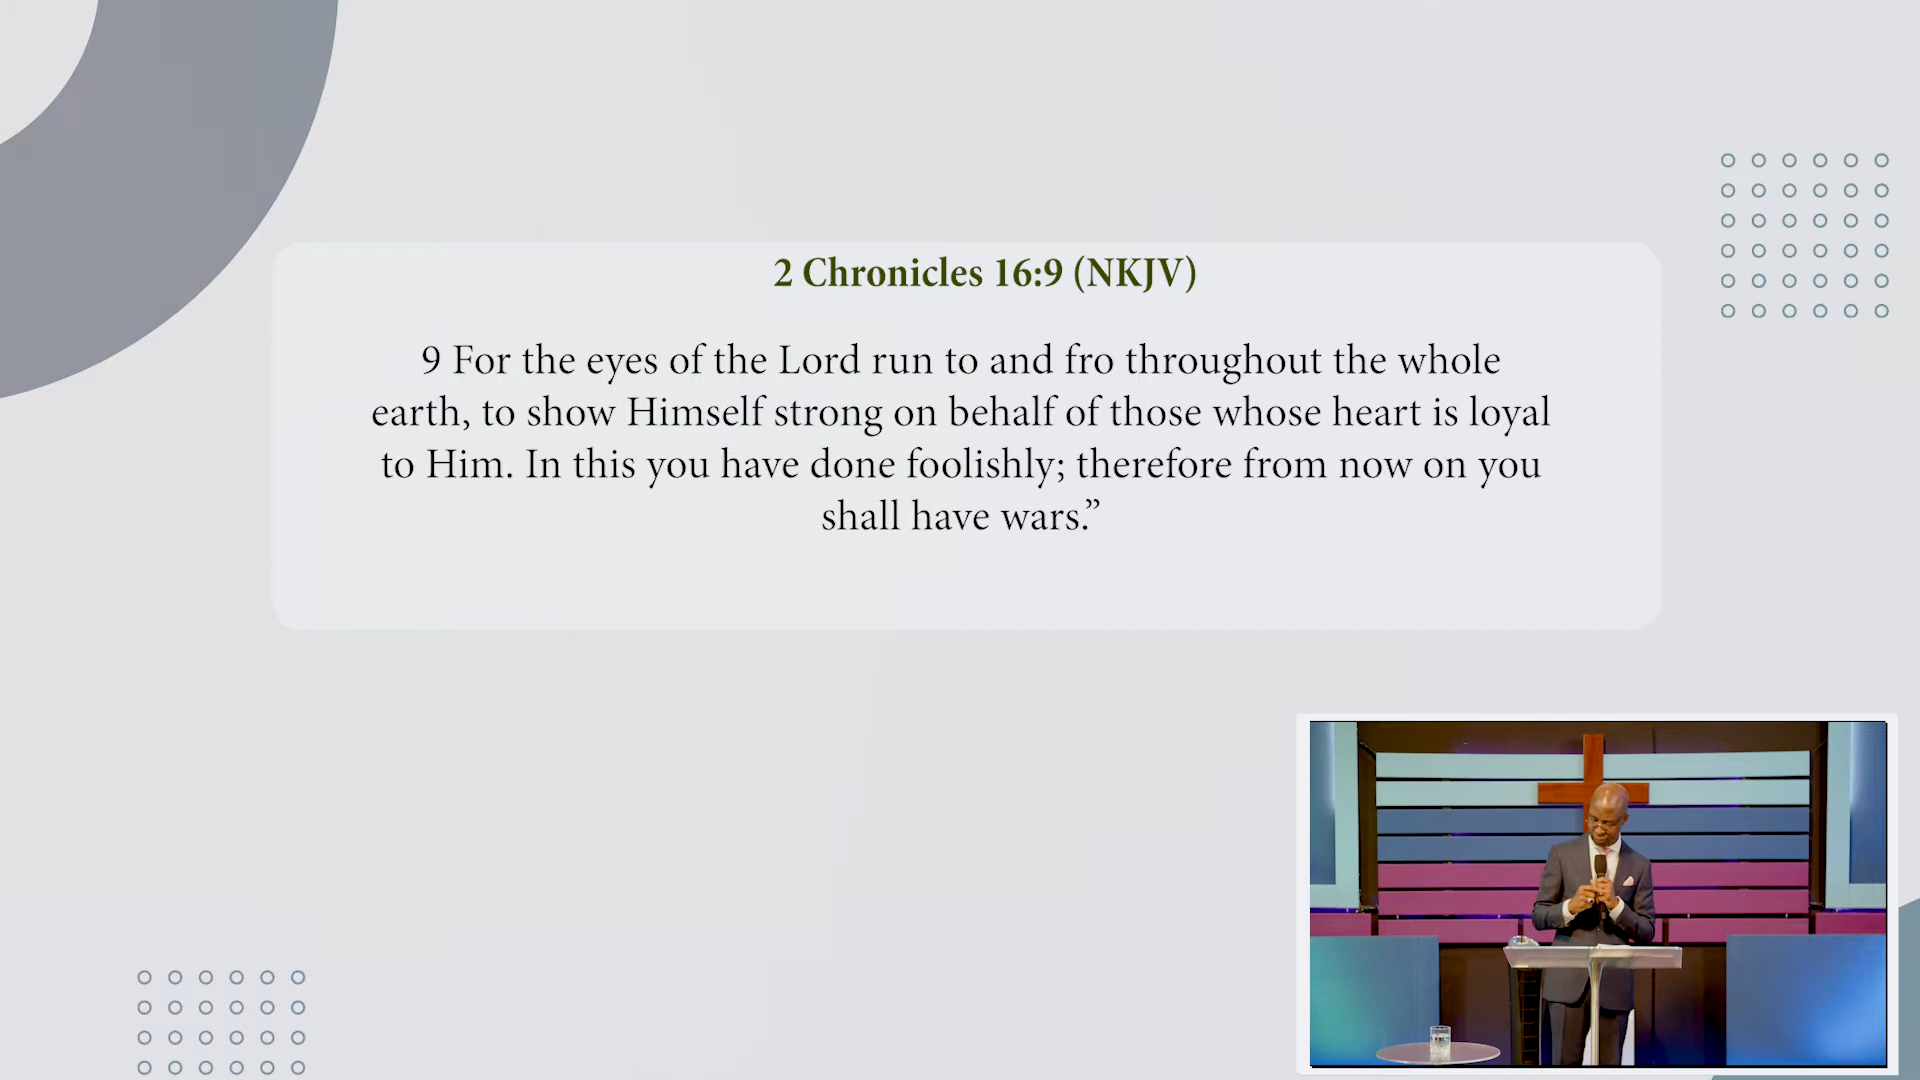 2 Chronicles 16:9 (NKJV)
9 For the eyes of the Lord run to and fro throughout the whole
earth, to show Himself strong on behalf of those whose heart is loyal
to Him. In this you have done foolishly; therefore from now on you
shall have wars.”